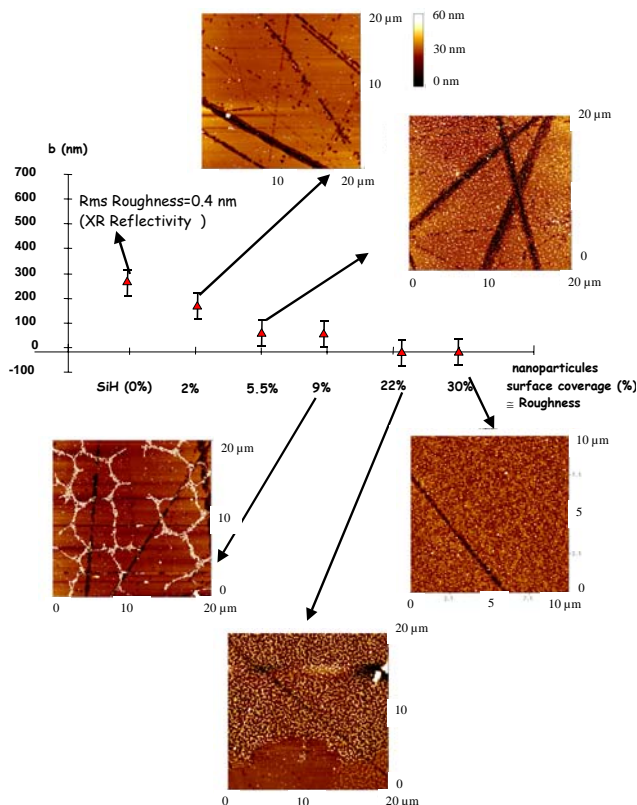 20 µm
10
10
20 µm
60 nm
30 nm
0 nm
20 µm
0
10
20 µm
b (nm)
700
600
500
400
300
200
100
0
-100
Rms Roughness=0.4 nm
(XR Reflectivity )
SiH (0%)
2%
5.5%
9%
22%
30%
nanoparticules
surface coverage (%)
≅ Roughness
20 µm
10
0
0
10
20 µm
10 µm
5
0
0
5
10 µm
20 µm
10
0
0
10
20 µm